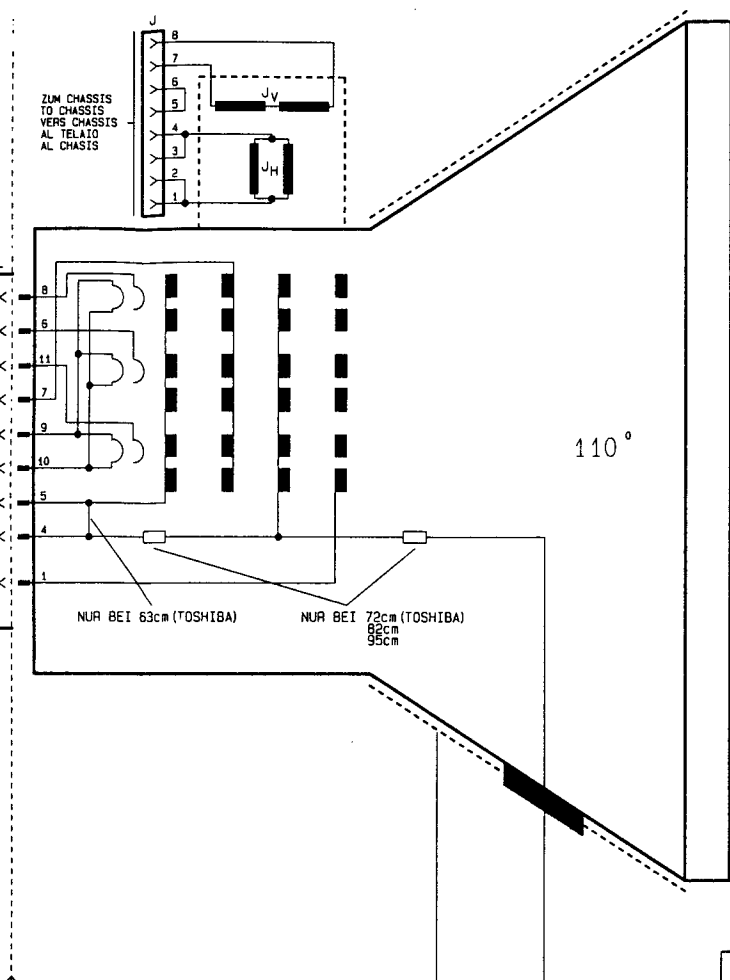 J
8
7
6
5
4
3
2
1
ZUM CHASSIS
TO CHASSIS
VERS CHASSIS
AL TELAIO
AL CHASIS
JV
JH
8
6
11
7
9
10
5
4
1
110°
NUR BEI 63cm (TOSHIBA)
NUR BEI 72cm (TOSHIBA)
82cm
95cm